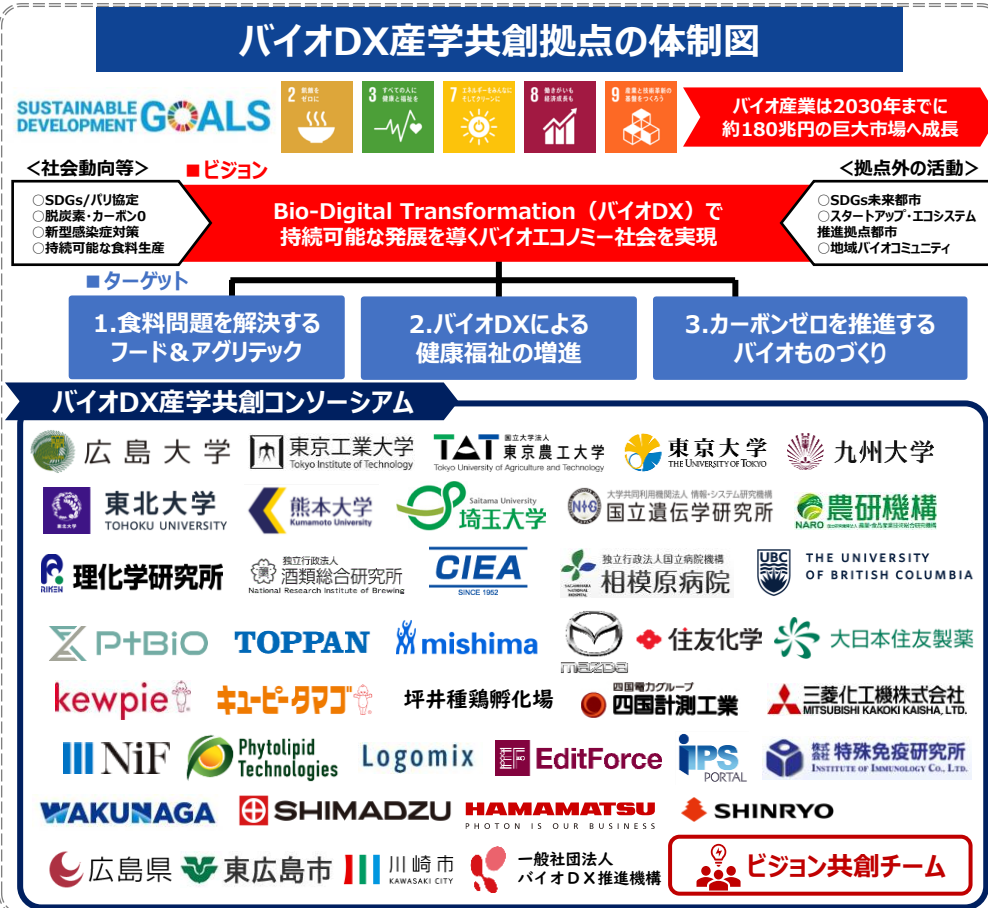 バイオDX産学共創拠点の体制図
SUSTAINABLE
DEVELOPMENT GOALS
2 飢餓を
ゼロに
3 すべての人に
健康と福祉を
7 エネルギーをみんなに
そしてクリーンに
8 働きがいも
経済成長も
9 産業と技術革新の
基盤をつくろう
バイオ産業は2030年までに
約180兆円の巨大市場へ成長
<社会動向等>
■ビジョン
<拠点外の活動>
○SDGs/パリ協定
○脱炭素・カーボン0
○新型感染症対策
○持続可能な食料生産
Bio-Digital Transformation（バイオDX）で
持続可能な発展を導くバイオエコノミー社会を実現
○SDGs未来都市
○スタートアップ・エコシステム
推進拠点都市
○地域バイオコミュニティ
■ターゲット
1.食料問題を解決する
フード＆アグリテック
2.バイオDXによる
健康福祉の増進
3.カーボンゼロを推進する
バイオものづくり
バイオDX産学共創コンソーシアム
広島大学
東京工業大学
Tokyo Institute of Technology
TAT 国立大学法人
東京農工大学
Tokyo University of Agriculture and Technology
東京大学
THE UNIVERSITY OF TOKYO
九州大学
東北大学
東北大学
TOHOKU UNIVERSITY
熊本大学
Kumamoto University
Saitama University
埼玉大学
NIG
大学共同利用機関法人 情報・システム研究機構
国立遺伝学研究所
NARO
農研機構
RIKEN
理化学研究所
独立行政法人
酒類総合研究所
National Research Institute of Brewing
CIEA
SINCE 1952
SAGAMIHARA
NATIONAL
HOSPITAL
独立行政法人国立病院機構
相模原病院
UBC
THE UNIVERSITY
OF BRITISH COLUMBIA
PtBiO
TOPPAN
mishima
mazda
住友化学
大日本住友製薬
kewpie
キユーピータマゴ
坪井種鶏孵化場
四国電力グループ
四国計測工業
三菱化工機株式会社
MITSUBISHI KAKOKI KAISHA, LTD.
NiF
Phytolipid
Technologies
Logomix
EditForce
iPS
PORTAL
株式
会社 特殊免疫研究所
INSTITUTE OF IMMUNOLOGY CO., LTD.
WAKUNAGA
SHIMADZU
HAMAMATSU
PHOTON IS OUR BUSINESS
SHINRYO
広島県
東広島市
川崎市
KAWASAKI CITY
一般社団法人
バイオDX推進機構
ビジョン共創チーム